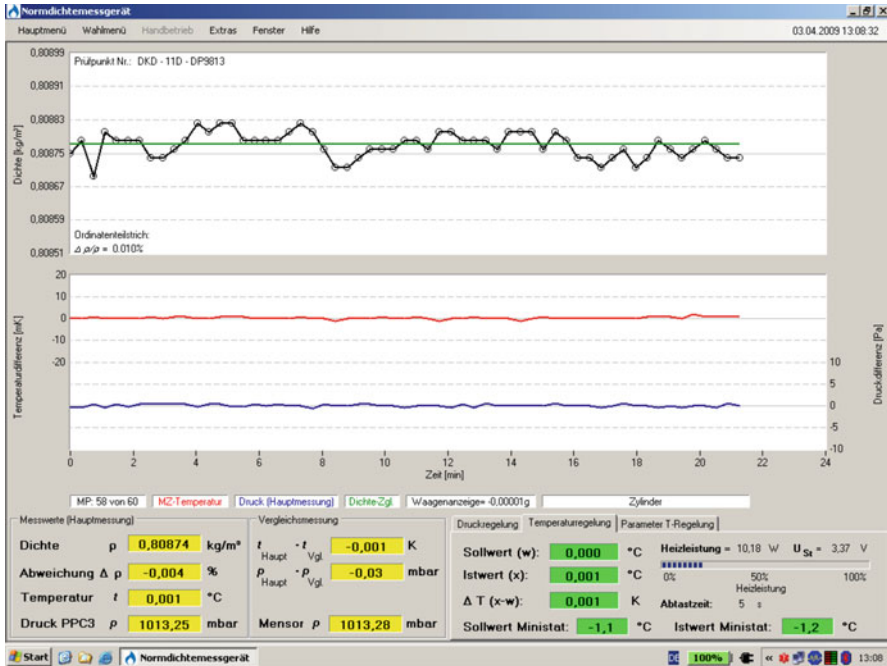 Normdichtemessgerät
Hauptmenü Wahlmenü Handbetrieb Extras Fenster Hilfe 03.04.2009 13:08:32
0,80899
Prüfpunkt Nr.: DKD - 11D - DP9813
0,80891
0,80883
0,80875
0,80867
0,80859
0,80851
Dichte [kg/m³]
Ordinatenteilstrich:
Δ ρ/ρ = 0.010%
20
10
0
-10
-20
Temperaturdifferenz [mK]
10
5
0
-5
-10
Druckdifferenz [Pa]
0 2 4 6 8 10 12 14 16 18 20 22 24
Zeit [min]
MP: 58 von 60 MZ-Temperatur Druck (Hauptmessung) Dichte-Zgl. Waagenanzeige= -0,00001g Zylinder
Messwerte (Hauptmessung)
Dichte ρ 0,80874 kg/m³
Abweichung Δ ρ -0,004 %
Temperatur t 0,001 °C
Druck PPC3 p 1013,25 mbar
Vergleichsmessung
t Haupt - t Vgl -0,001 K
p Haupt - p Vgl -0,03 mbar
Mensor p 1013,28 mbar
Druckregelung Temperaturregelung Parameter T-Regelung
Sollwert (w): 0,000 °C Heizleistung = 10,18 W U St = 3,37 V
Istwert (x): 0,001 °C 0% 50% 100%
Heizleistung
Δ T (x-w): 0,001 K Abtastzeit: 5 s
Sollwert Ministat: -1,1 °C Istwert Ministat: -1,2 °C
Start Normdichtemessgerät DE 100% « 13:08